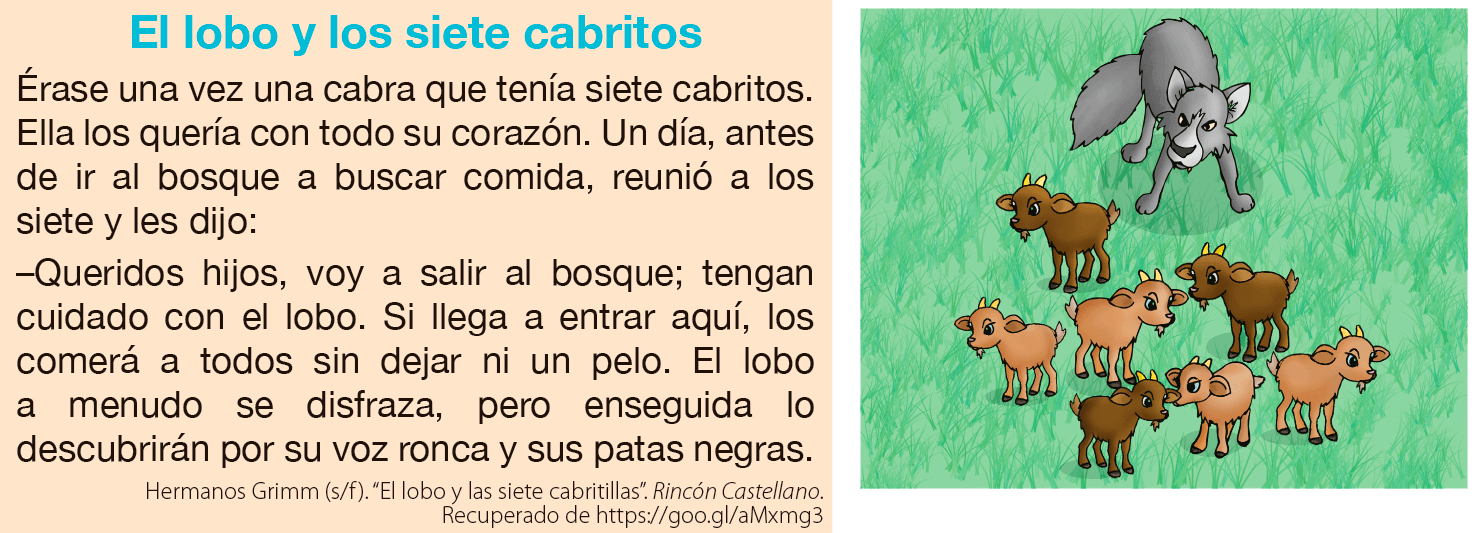 El lobo y los siete cabritos
Érase una vez una cabra que tenía siete cabritos.
Ella los quería con todo su corazón. Un día, antes
de ir al bosque a buscar comida, reunió a los
siete y les dijo:
–Queridos hijos, voy a salir al bosque; tengan
cuidado con el lobo. Si llega a entrar aquí, los
comerá a todos sin dejar ni un pelo. El lobo
a menudo se disfraza, pero enseguida lo
descubrirán por su voz ronca y sus patas negras.
Hermanos Grimm (s/f). “El lobo y las siete cabritillas”. Rincón Castellano.
Recuperado de https://goo.gl/aMxmg3